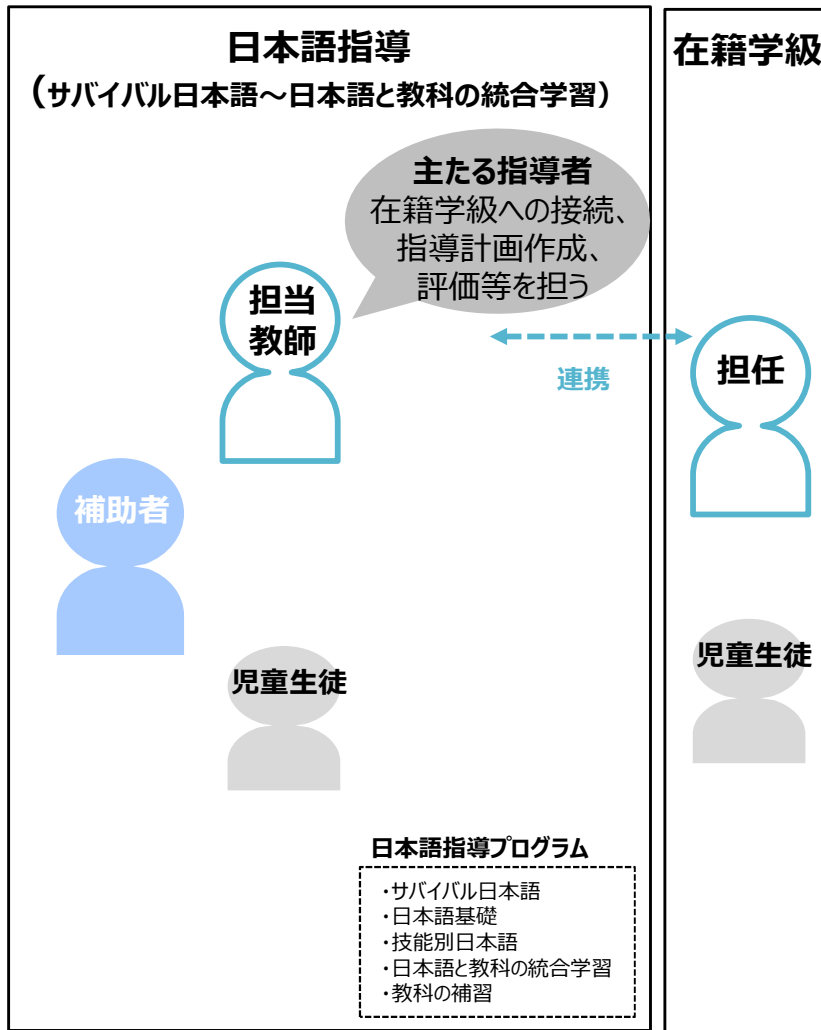 日本語指導
(サバイバル日本語～日本語と教科の統合学習)
主たる指導者
在籍学級への接続、
指導計画作成、
評価等を担う
担当
教師
連携
補助者
児童生徒
日本語指導プログラム
・サバイバル日本語
・日本語基礎
・技能別日本語
・日本語と教科の統合学習
・教科の補習
在籍学級
担任
児童生徒